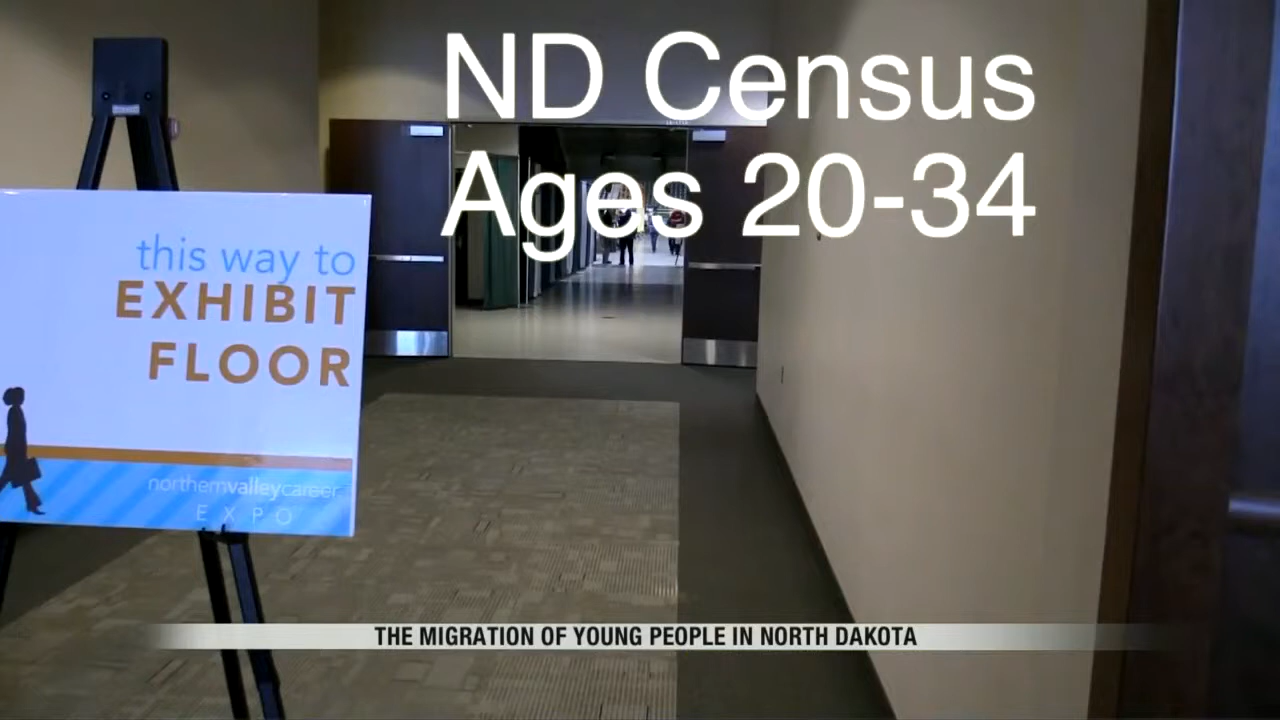 ND Census
Ages 20-34
this way to
EXHIBIT
FLOOR
northernvalleycareer
EXPO
THE MIGRATION OF YOUNG PEOPLE IN NORTH DAKOTA